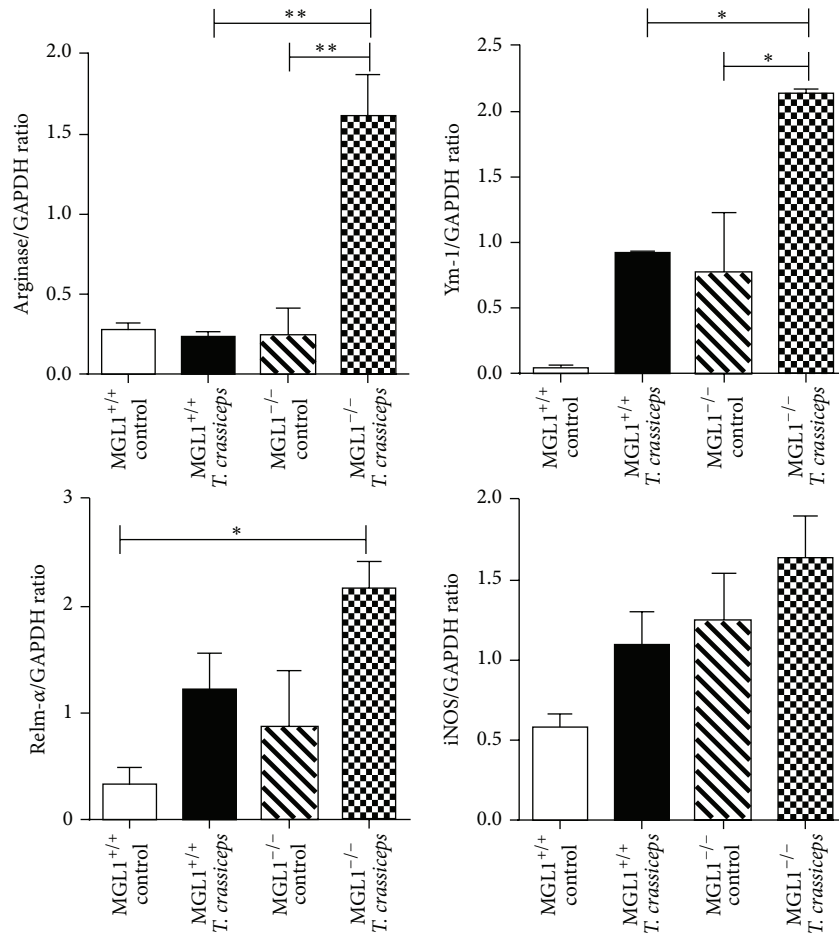 **
**
2.0
1.5
1.0
0.5
0.0
Arginase/GAPDH ratio
MGL1+/+
control
MGL1+/+
T. crassiceps
MGL1−/−
control
MGL1−/−
T. crassiceps
*
*
2.5
2.0
1.5
1.0
0.5
0.0
Ym-1/GAPDH ratio
MGL1+/+
control
MGL1+/+
T. crassiceps
MGL1−/−
control
MGL1−/−
T. crassiceps
*
3
2
1
0
Relm-α/GAPDH ratio
MGL1+/+
control
MGL1+/+
T. crassiceps
MGL1−/−
control
MGL1−/−
T. crassiceps
2.0
1.5
1.0
0.5
0.0
iNOS/GAPDH ratio
MGL1+/+
control
MGL1+/+
T. crassiceps
MGL1−/−
control
MGL1−/−
T. crassiceps